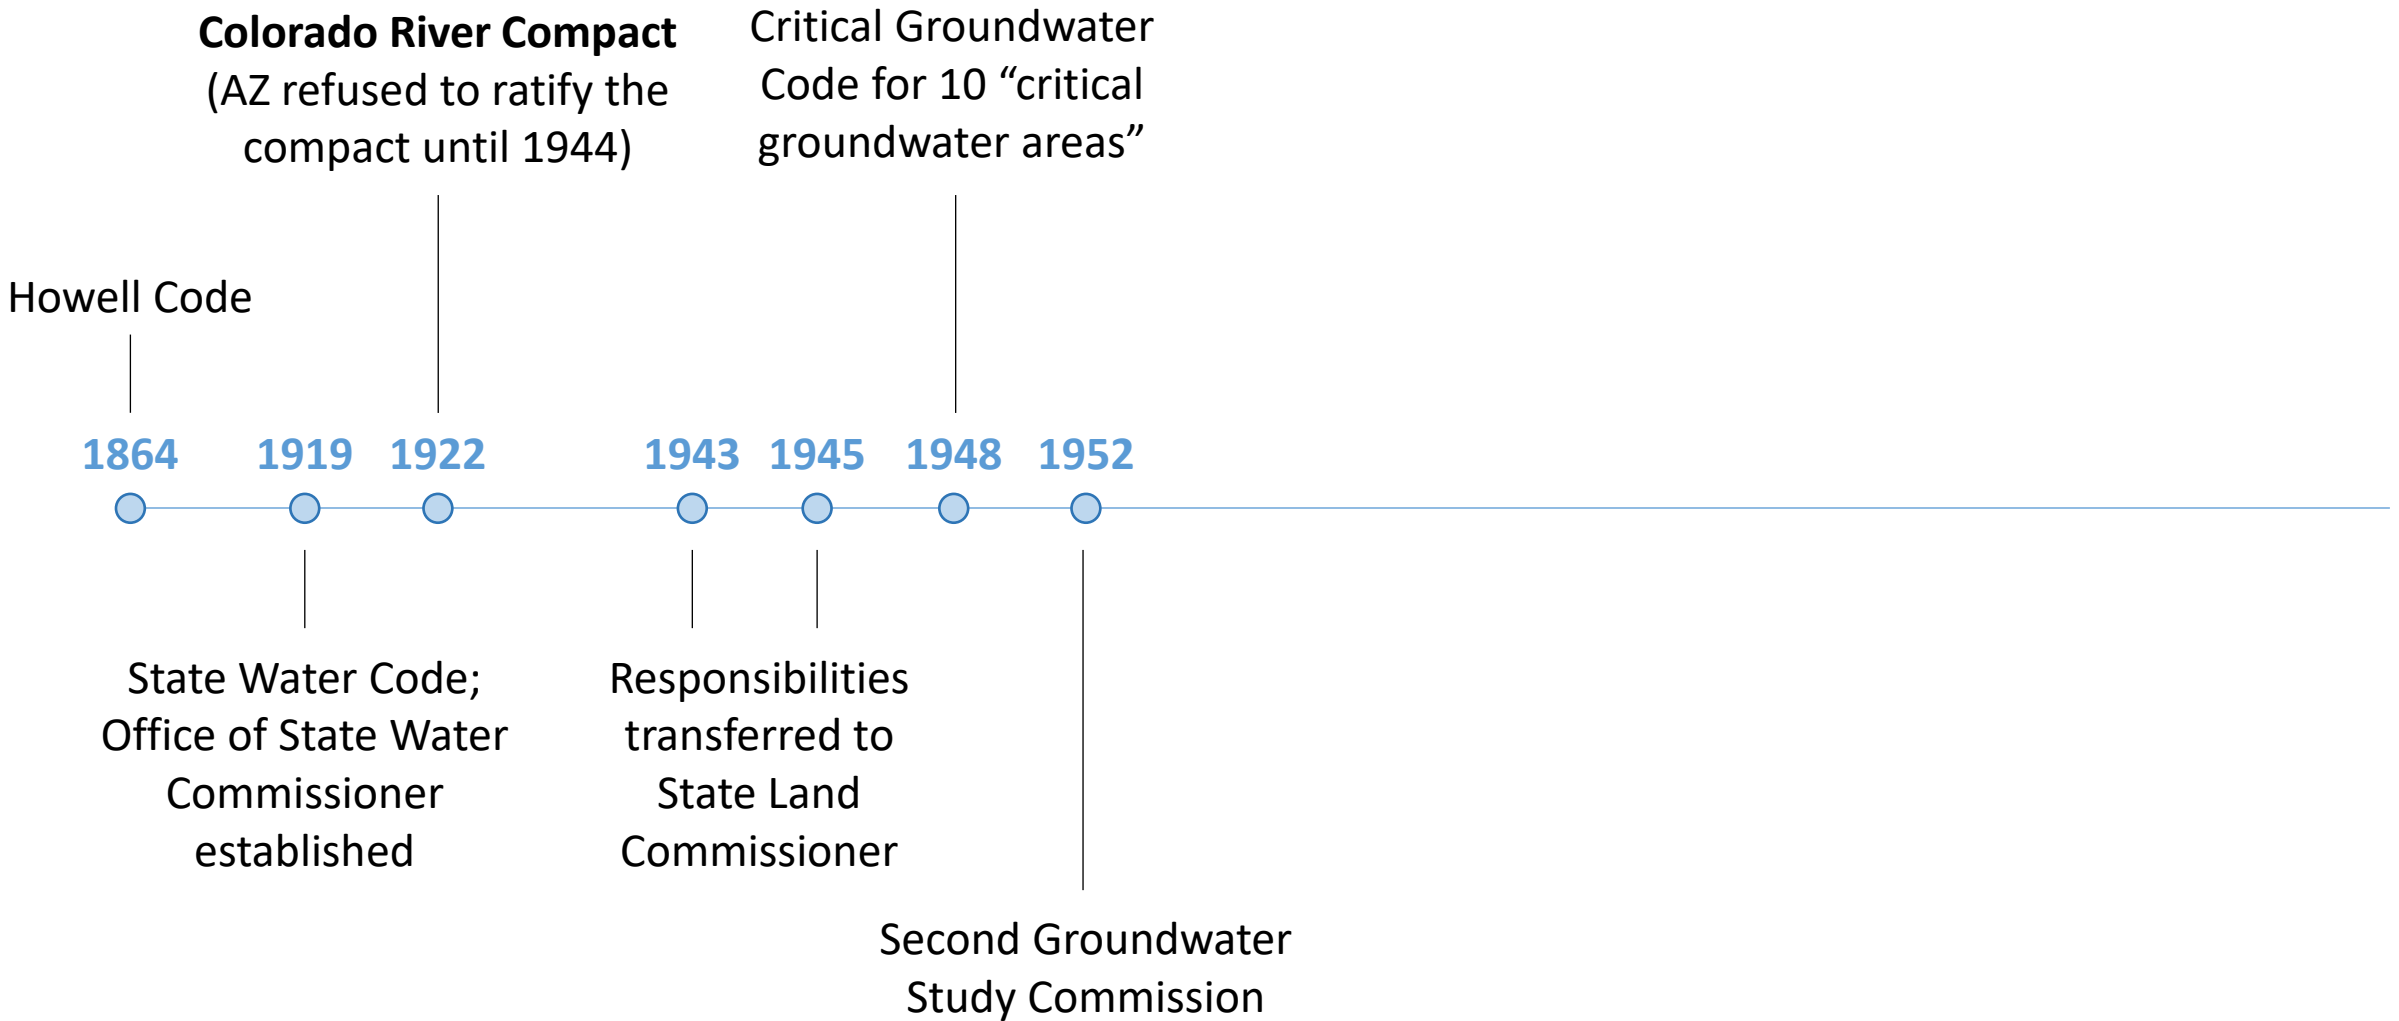 Colorado River Compact
(AZ refused to ratify the
compact until 1944)
Critical Groundwater
Code for 10 “critical
groundwater areas”
Howell Code
1864
1919
1922
1943
1945
1948
1952
State Water Code;
Office of State Water
Commissioner
established
Responsibilities
transferred to
State Land
Commissioner
Second Groundwater
Study Commission